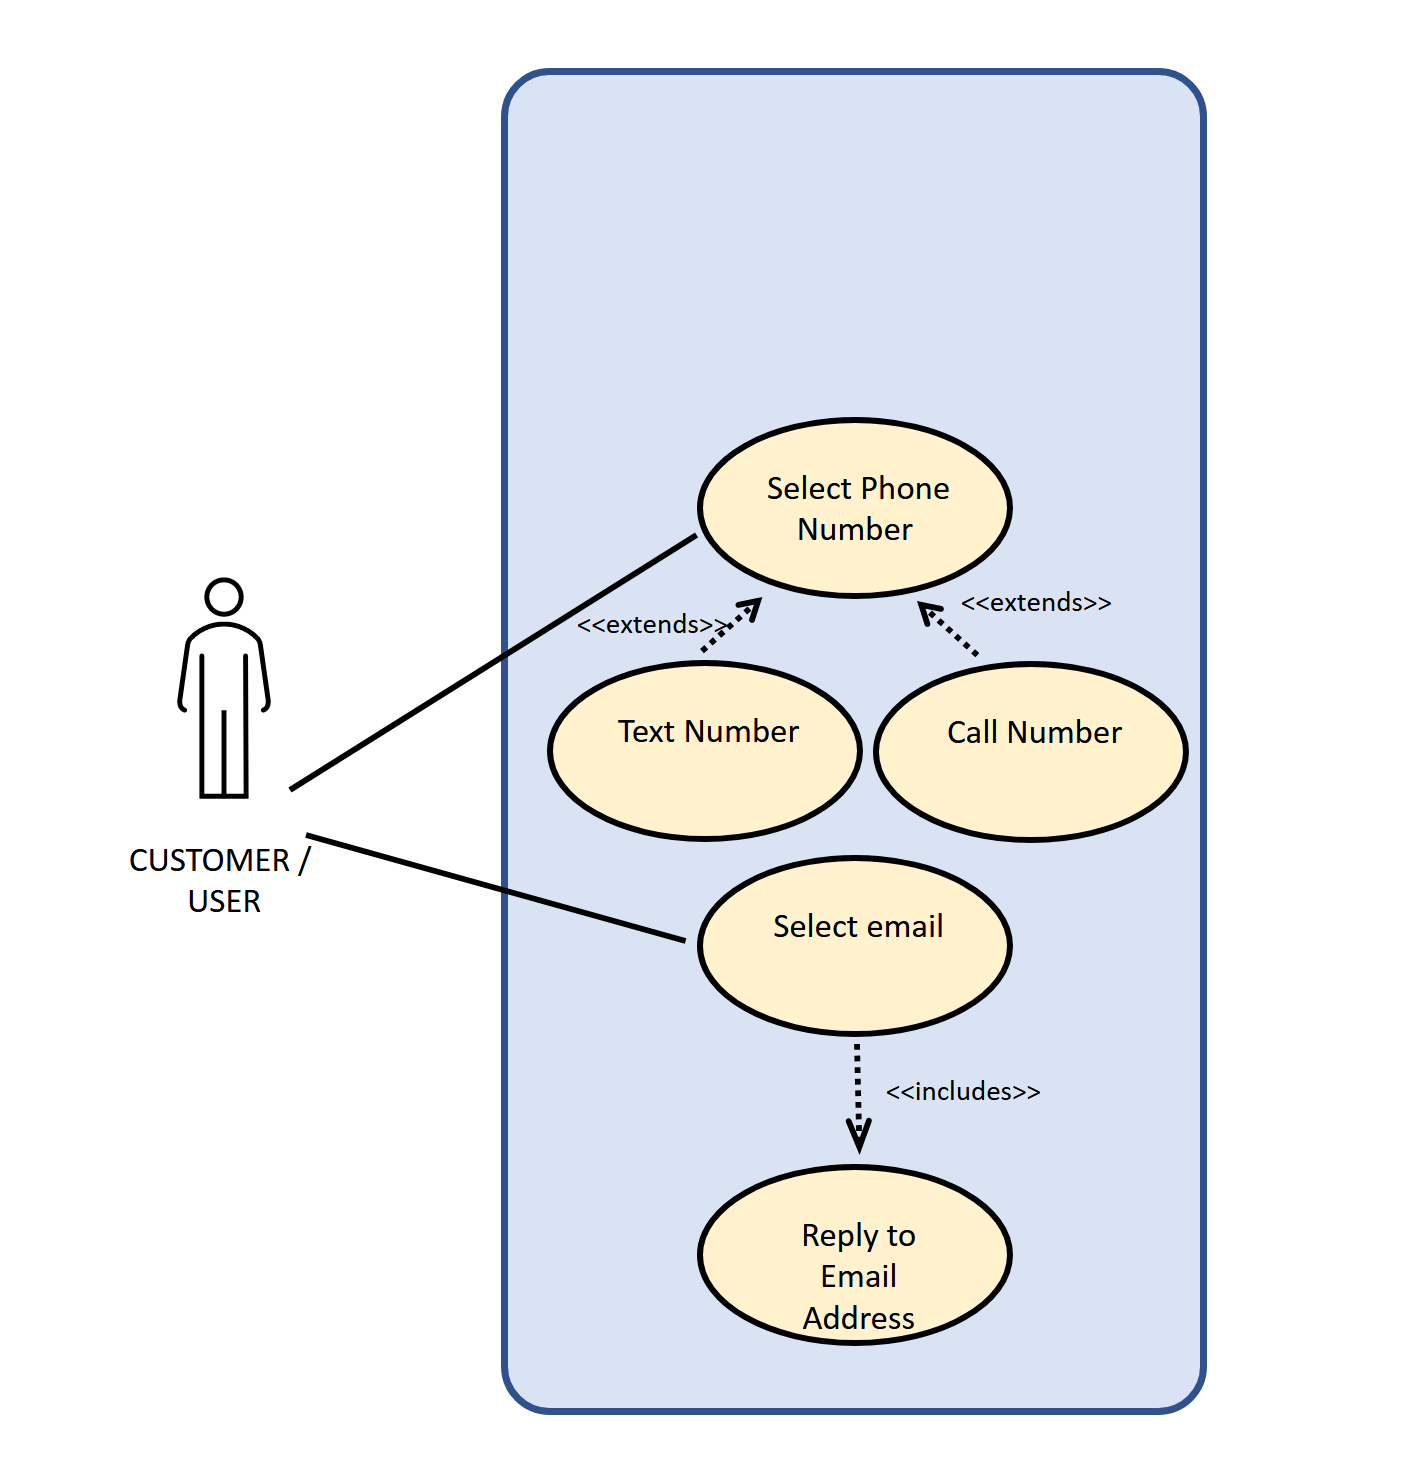 Select Phone
Number
<<extends>>
<<extends>>
Text Number
Call Number
CUSTOMER /
USER
Select email
<<includes>>
Reply to
Email
Address